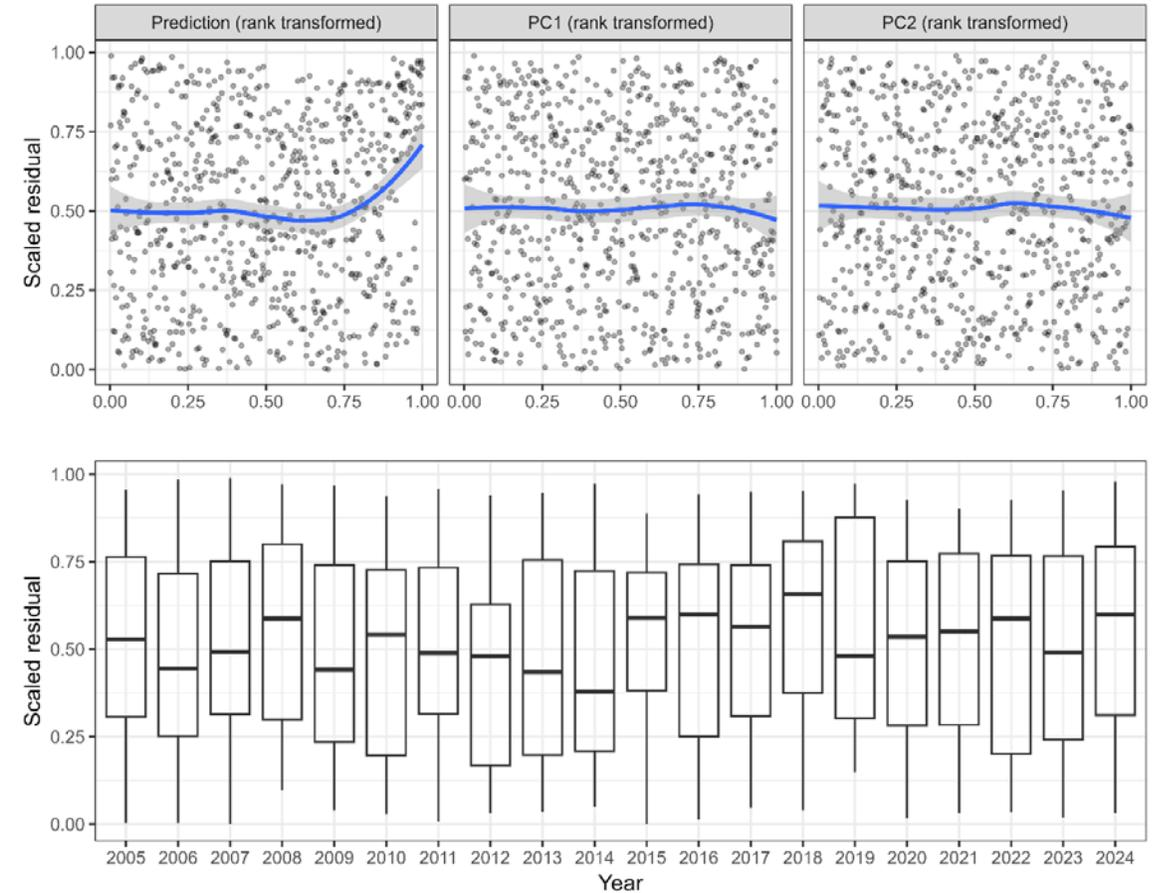 Prediction (rank transformed) PC1 (rank transformed) PC2 (rank transformed)
1.00
0.75
0.50
0.25
0.00
Scaled residual
0.00 0.25 0.50 0.75 1.00 0.00 0.25 0.50 0.75 1.00 0.00 0.25 0.50 0.75 1.00
1.00
0.75
0.50
0.25
0.00
Scaled residual
2005 2006 2007 2008 2009 2010 2011 2012 2013 2014 2015 2016 2017 2018 2019 2020 2021 2022 2023 2024
Year